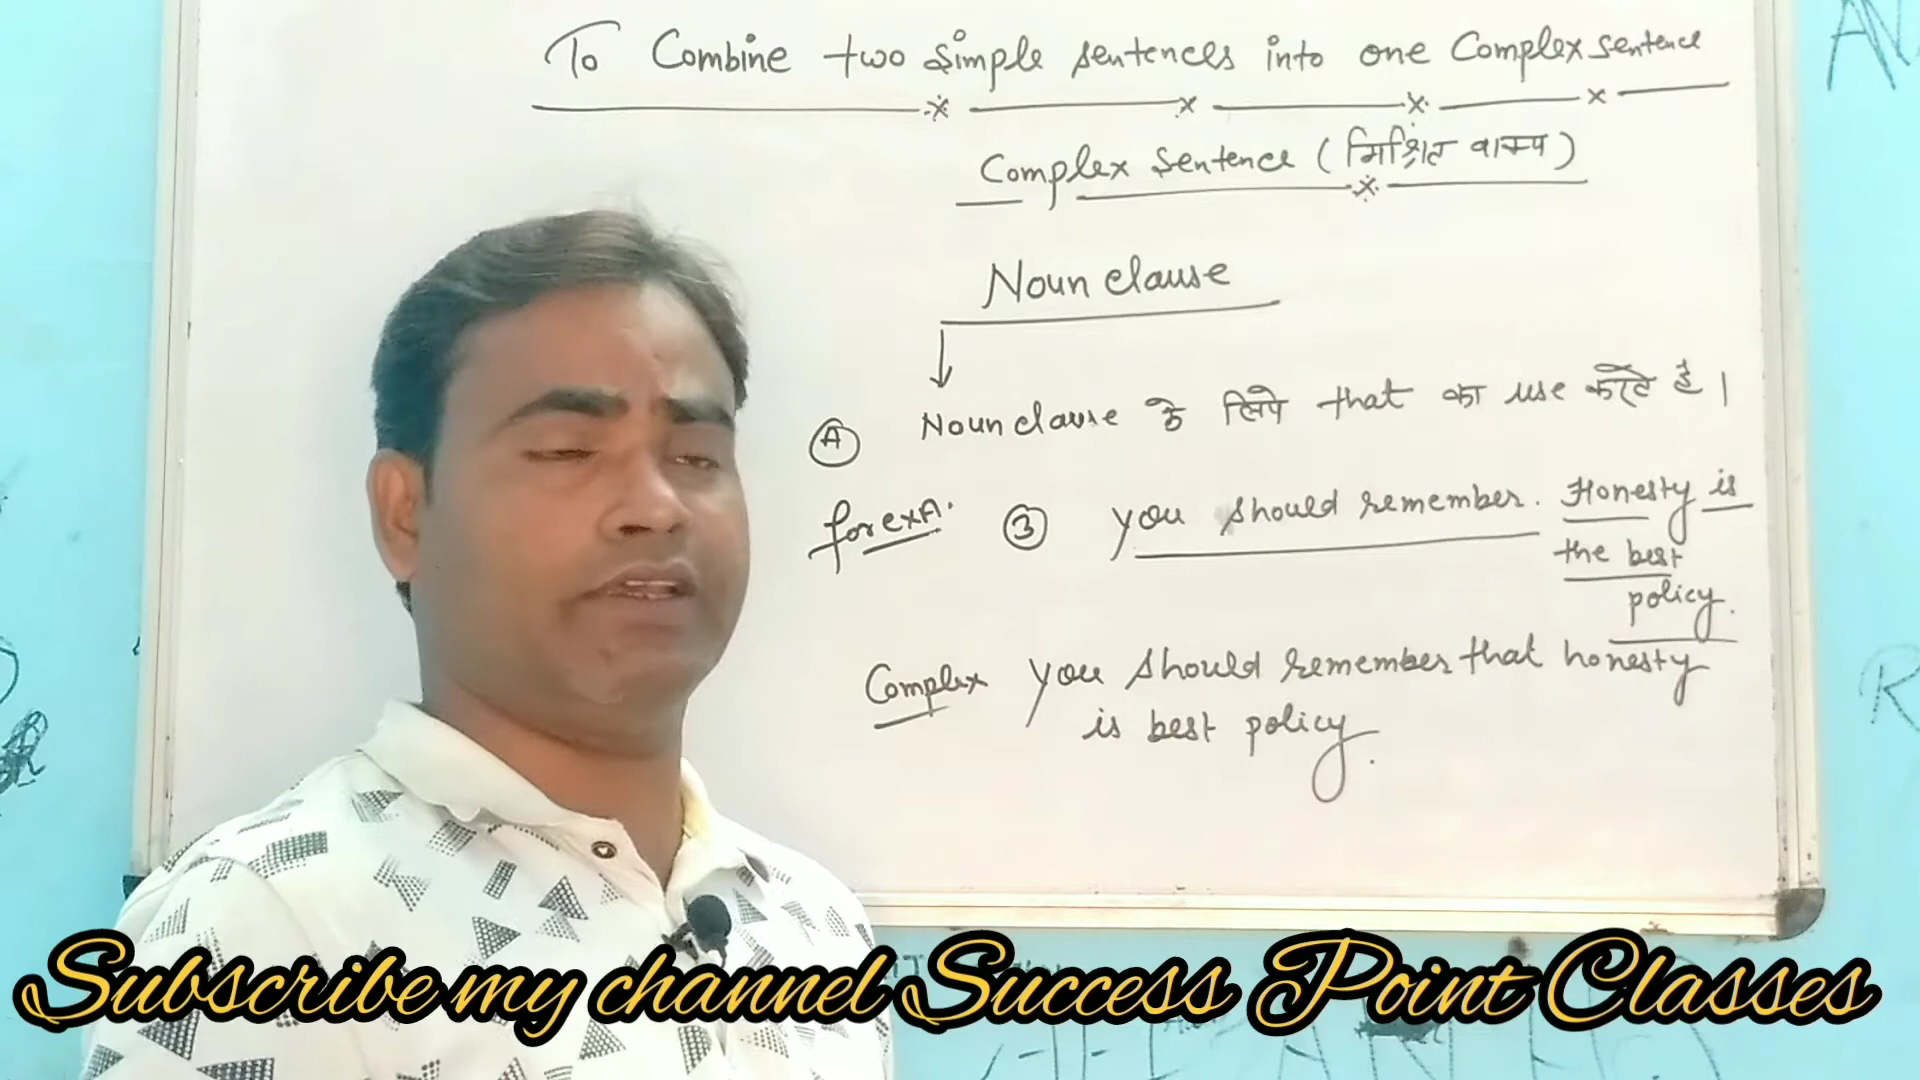 To Combine two simple sentences into one Complex sentence
Complex Sentence (मिश्रित वाक्य)
Noun clause
A Noun clause के लिये that का use करते है।
for exA. 3 you should remember. Honesty is
the best
policy.
Complex you should remember that honesty
is best policy.
Subscribe my channel Success Point Classes